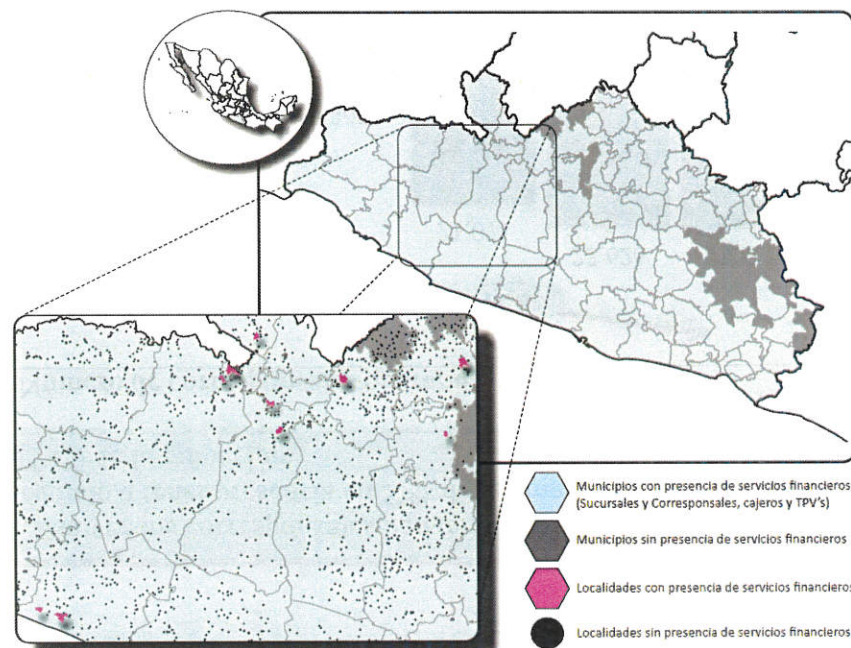 Municipios con presencia de servicios financieros
(Sucursales y Corresponsales, cajeros y TPV's)
Municipios sin presencia de servicios financieros
Localidades con presencia de servicios financieros
Localidades sin presencia de servicios financieros